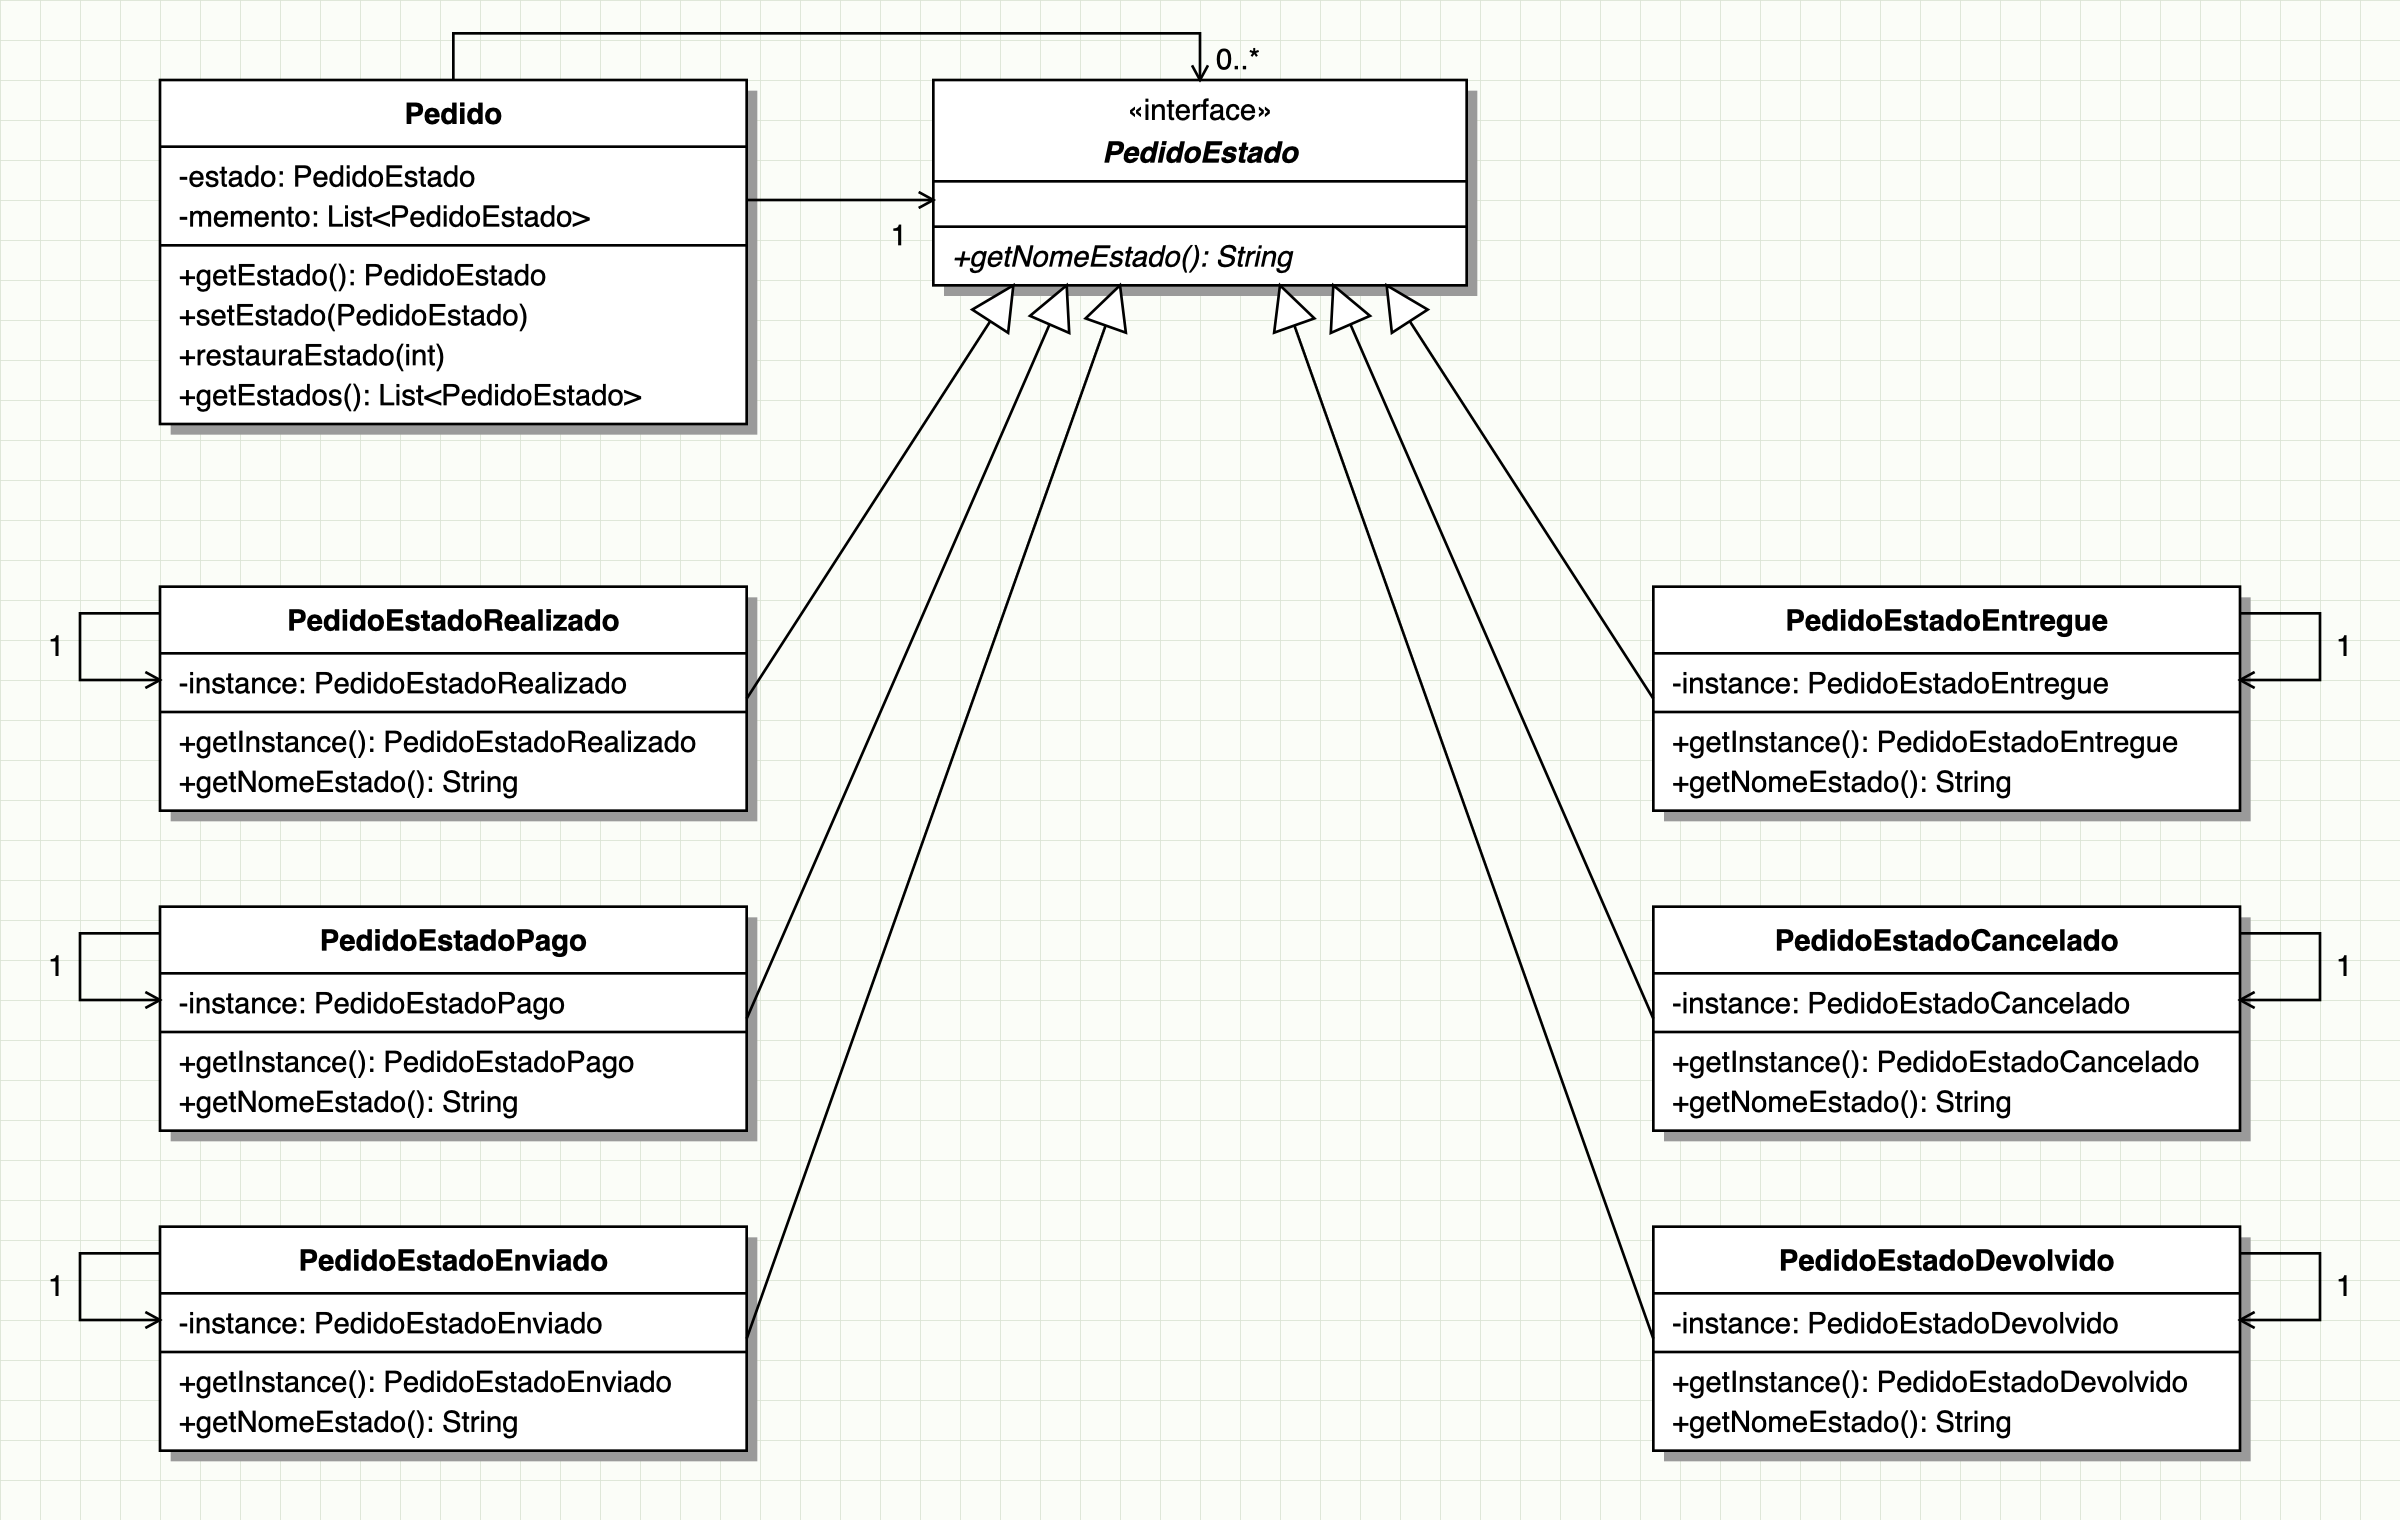 0..*
Pedido
-estado: PedidoEstado
-memento: List<PedidoEstado>
+getEstado(): PedidoEstado
+setEstado(PedidoEstado)
+restauraEstado(int)
+getEstados(): List<PedidoEstado>
1
«interface»
PedidoEstado
+getNomeEstado(): String
1
PedidoEstadoRealizado
-instance: PedidoEstadoRealizado
+getInstance(): PedidoEstadoRealizado
+getNomeEstado(): String
PedidoEstadoEntregue
-instance: PedidoEstadoEntregue
+getInstance(): PedidoEstadoEntregue
+getNomeEstado(): String
1
1
PedidoEstadoPago
-instance: PedidoEstadoPago
+getInstance(): PedidoEstadoPago
+getNomeEstado(): String
PedidoEstadoCancelado
-instance: PedidoEstadoCancelado
+getInstance(): PedidoEstadoCancelado
+getNomeEstado(): String
1
1
PedidoEstadoEnviado
-instance: PedidoEstadoEnviado
+getInstance(): PedidoEstadoEnviado
+getNomeEstado(): String
PedidoEstadoDevolvido
-instance: PedidoEstadoDevolvido
+getInstance(): PedidoEstadoDevolvido
+getNomeEstado(): String
1